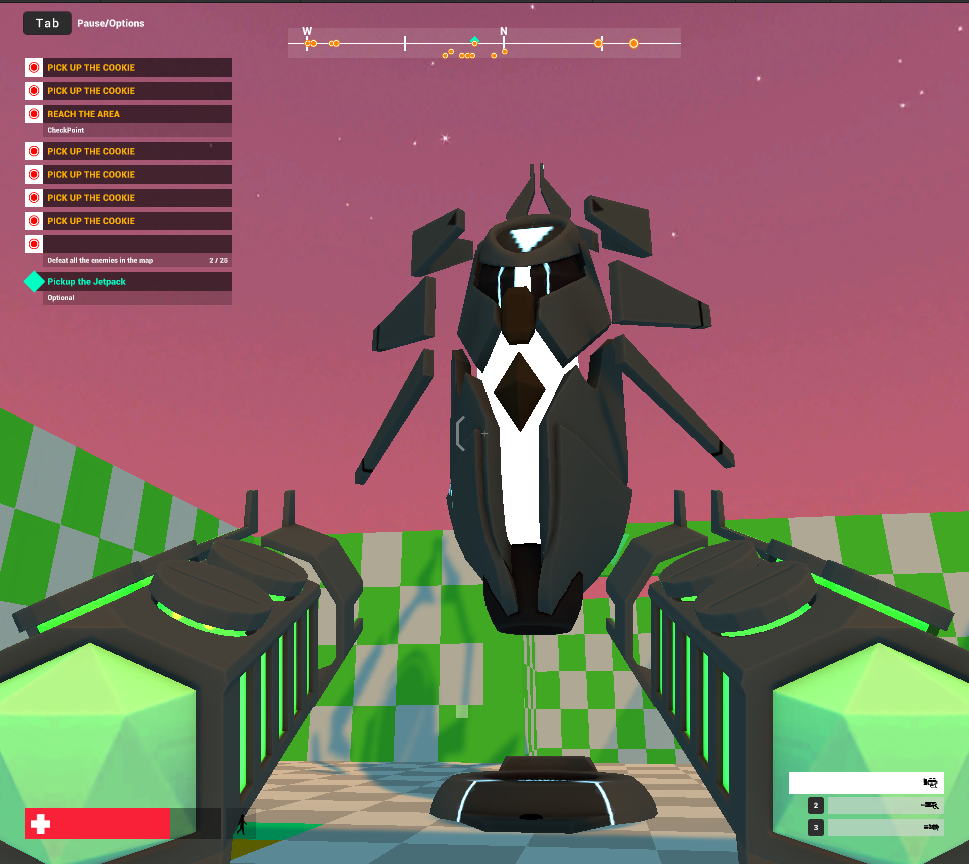 Tab Pause/Options
W N
PICK UP THE COOKIE
PICK UP THE COOKIE
REACH THE AREA
CheckPoint
PICK UP THE COOKIE
PICK UP THE COOKIE
PICK UP THE COOKIE
PICK UP THE COOKIE
Defeat all the enemies in the map 2 / 25
Pickup the Jetpack
Optional
2
3